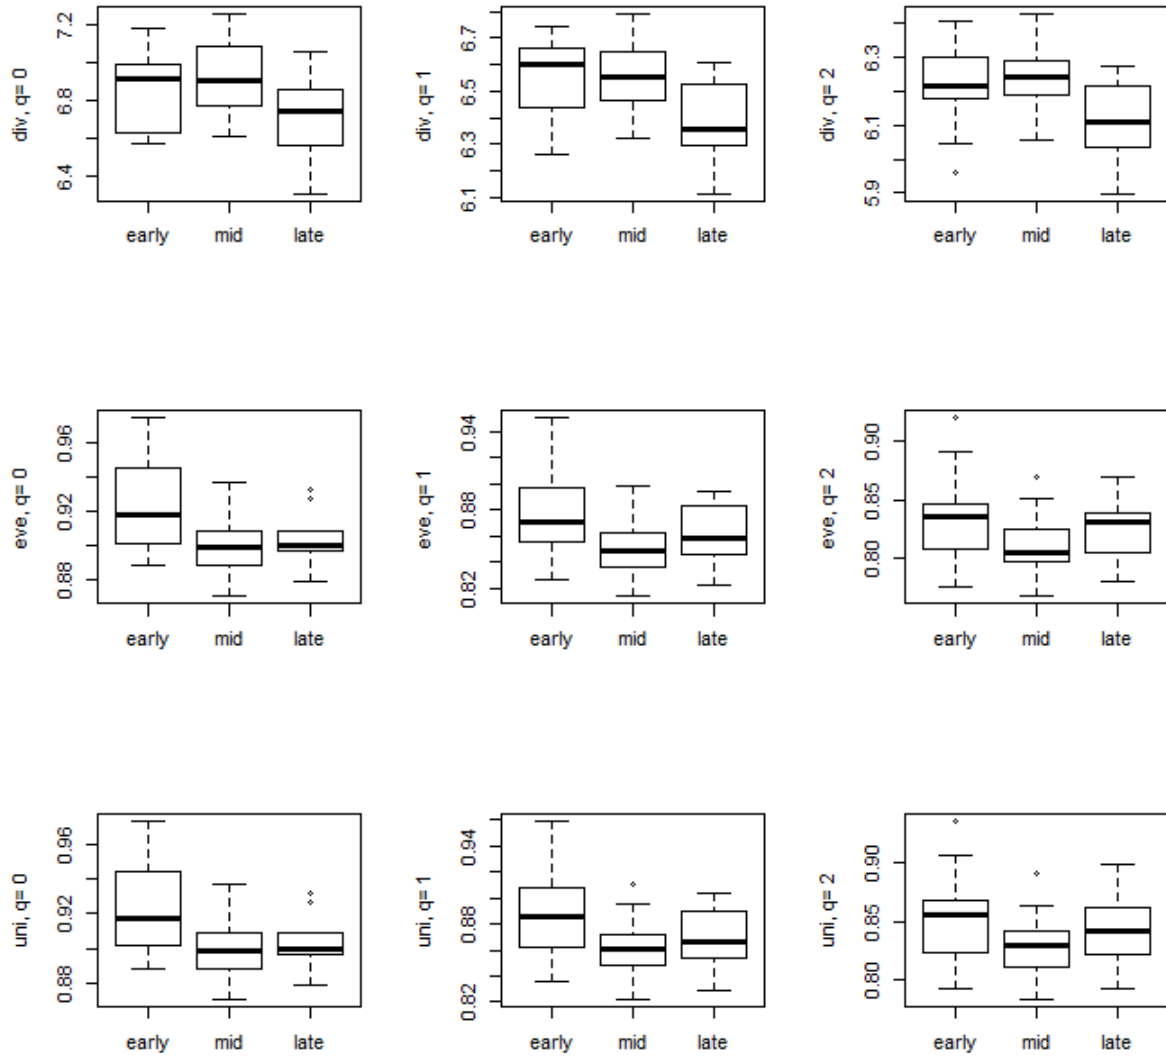 div, q= 0
7.2
6.8
6.4
early mid late
div, q= 1
6.7
6.5
6.3
6.1
early mid late
div, q= 2
6.3
6.1
5.9
early mid late
eve, q= 0
0.96
0.92
0.88
early mid late
eve, q= 1
0.94
0.88
0.82
early mid late
eve, q= 2
0.90
0.85
0.80
early mid late
uni, q= 0
0.96
0.92
0.88
early mid late
uni, q= 1
0.94
0.88
0.82
early mid late
uni, q= 2
0.90
0.85
0.80
early mid late